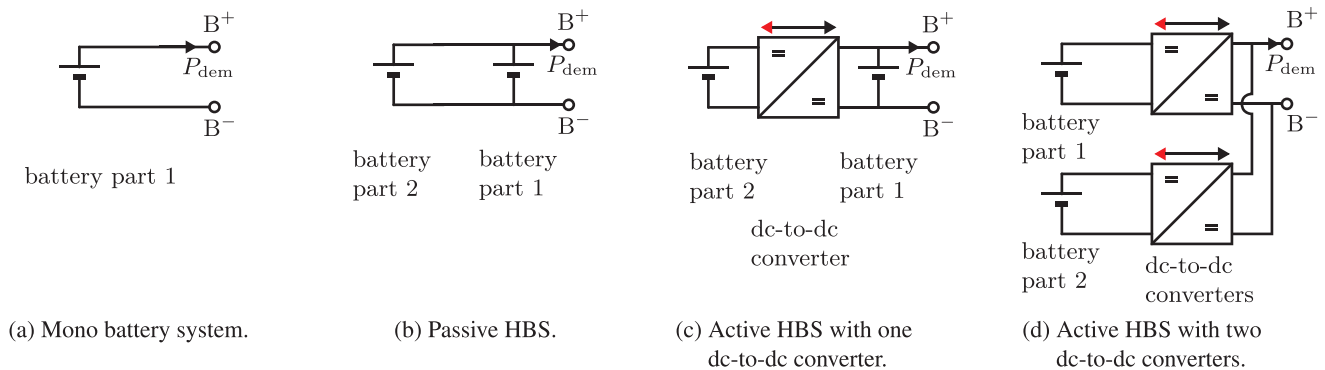 B⁺
P_dem
B⁻
battery part 1
(a) Mono battery system.
B⁺
P_dem
B⁻
battery
part 2
battery
part 1
(b) Passive HBS.
B⁺
P_dem
B⁻
battery
part 2
battery
part 1
dc-to-dc
converter
(c) Active HBS with one
dc-to-dc converter.
B⁺
P_dem
B⁻
battery
part 1
battery
part 2
dc-to-dc
converters
(d) Active HBS with two
dc-to-dc converters.